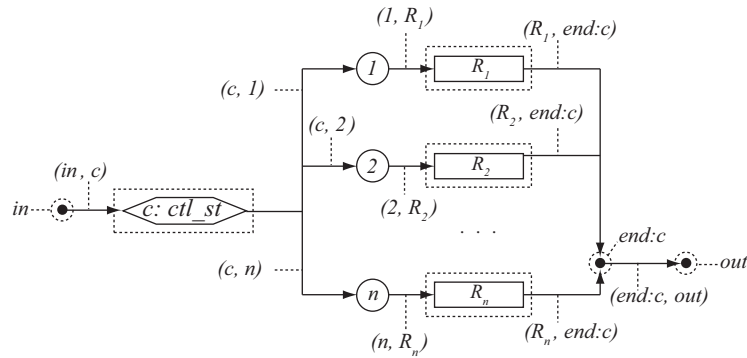 (1, R1)
(R1, end:c)
1
R1
(c, 1)
(c, 2)
(R2, end:c)
(in, c)
2
R2
in
c: ctl_st
(2, R2)
. . .
end:c
out
(c, n)
n
Rn
(end:c, out)
(n, Rn)
(Rn, end:c)